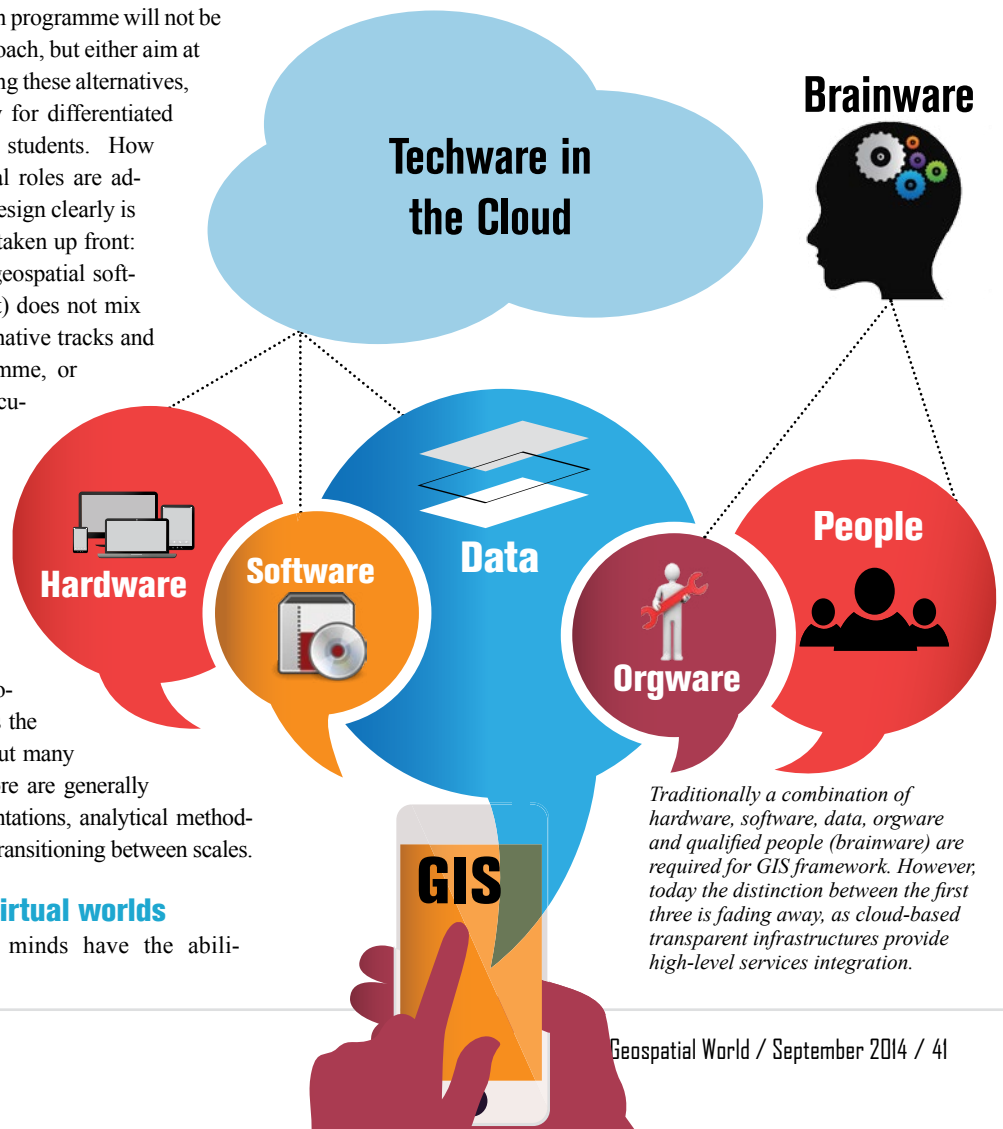 n programme will not be
oach, but either aim at
ng these alternatives,
for differentiated
students. How
al roles are ad-
esign clearly is
taken up front:
geospatial soft-
t) does not mix
native tracks and
mme, or
cu-
o-
s the
ut many
ore are generally
ntations, analytical method-
transitioning between scales.
irtual worlds
minds have the abili-
Techware in
the Cloud
Brainware
Hardware
Software
Data
Orgware
People
GIS
Traditionally a combination of
hardware, software, data, orgware
and qualified people (brainware) are
required for GIS framework. However,
today the distinction between the first
three is fading away, as cloud-based
transparent infrastructures provide
high-level services integration.
Geospatial World / September 2014 / 41